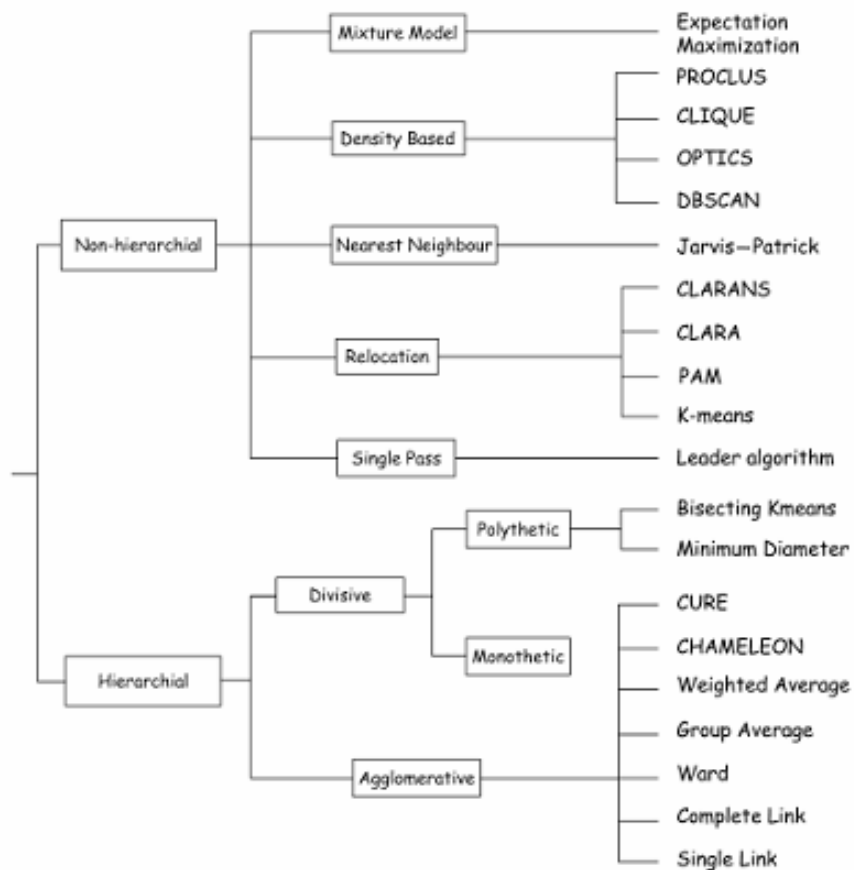 Mixture Model
Expectation
Maximization
PROCLUS
CLIQUE
Density Based
OPTICS
DBSCAN
Non-hierarchial
Nearest Neighbour
Jarvis-Patrick
CLARANS
CLARA
Relocation
PAM
K-means
Single Pass
Leader algorithm
Bisecting Kmeans
Polythetic
Minimum Diameter
Divisive
CURE
CHAMELEON
Monothetic
Hierarchial
Weighted Average
Group Average
Agglomerative
Ward
Complete Link
Single Link